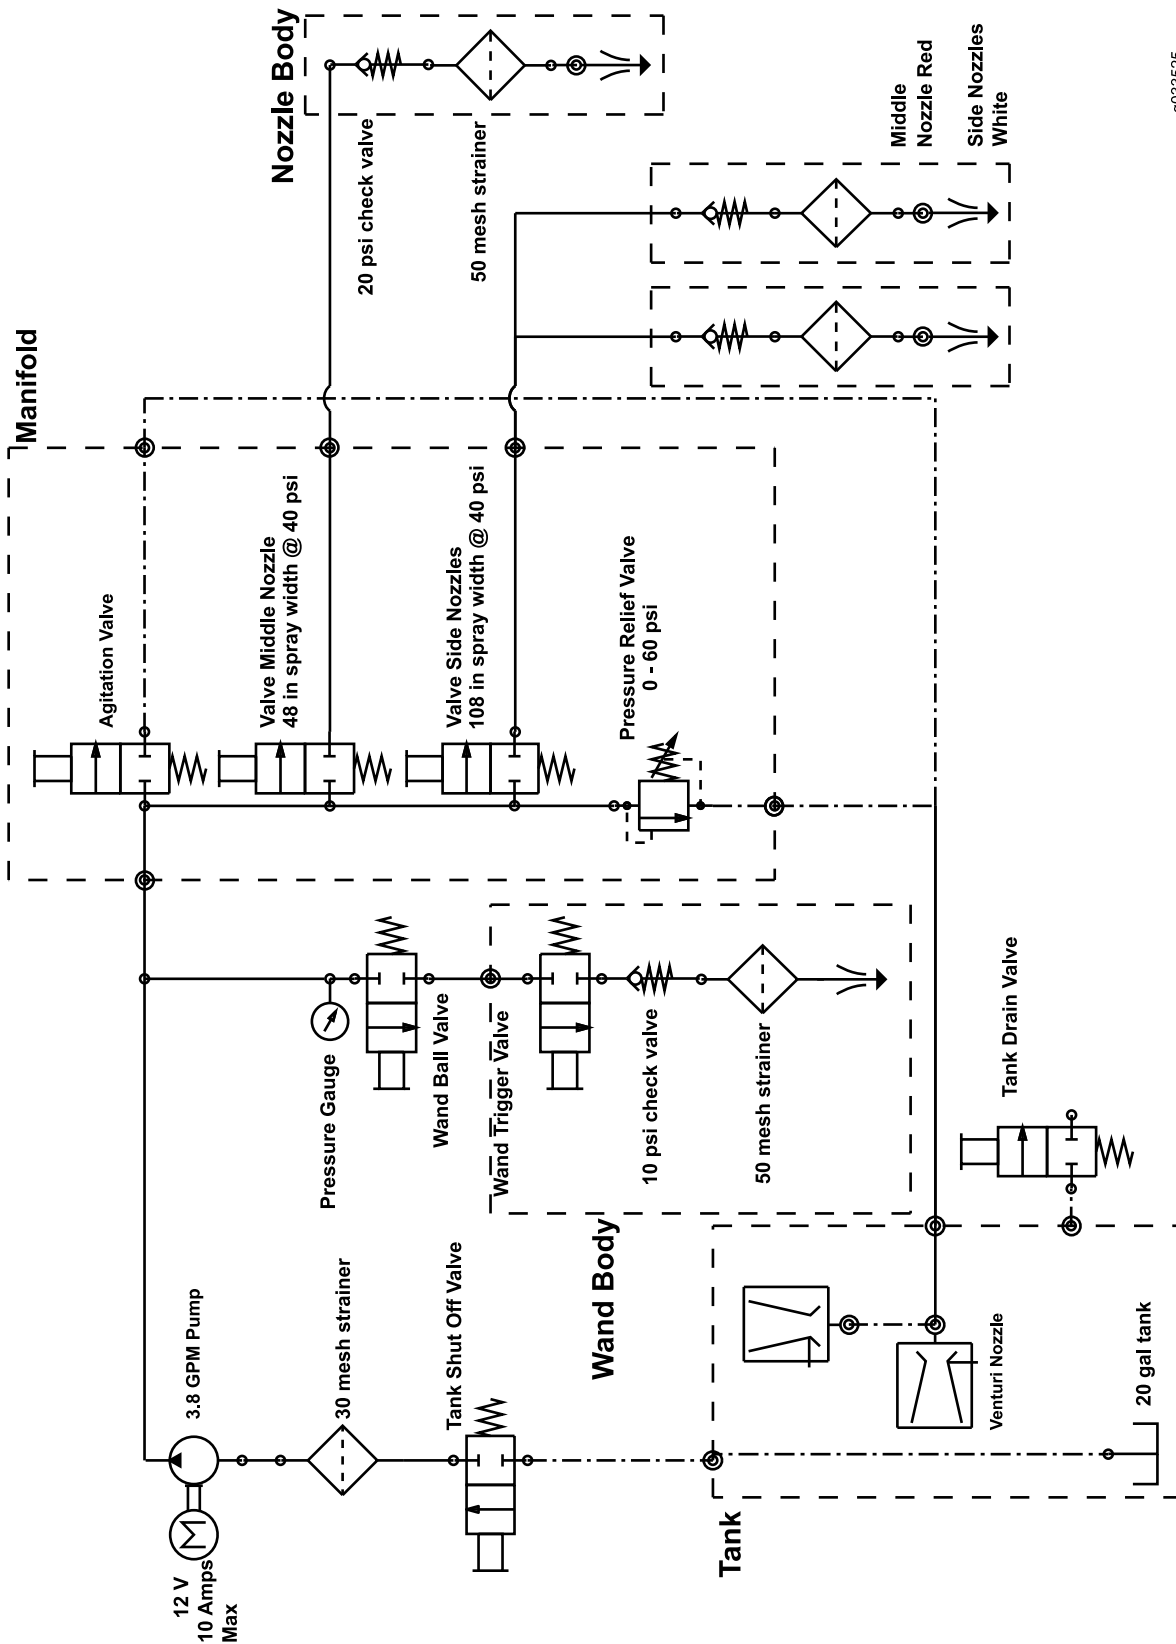 Nozzle Body
20 psi check valve
50 mesh strainer
Middle
Nozzle Red
Side Nozzles
White
Manifold
Agitation Valve
Valve Middle Nozzle
48 in spray width @ 40 psi
Valve Side Nozzles
108 in spray width @ 40 psi
Pressure Relief Valve
0 - 60 psi
Pressure Gauge
Wand Ball Valve
Wand Trigger Valve
10 psi check valve
50 mesh strainer
Wand Body
Tank Drain Valve
3.8 GPM Pump
30 mesh strainer
Tank Shut Off Valve
Venturi Nozzle
20 gal tank
Tank
12 V
10 Amps
Max
M